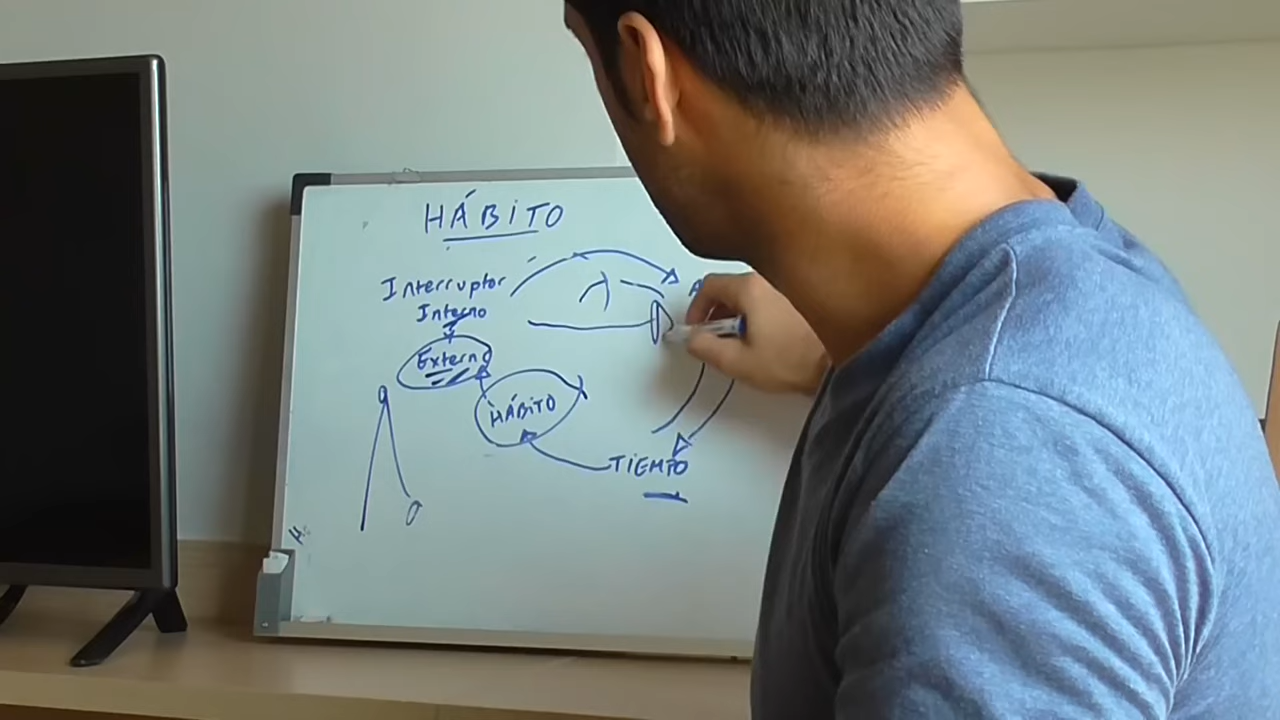 HÁBITO
Interruptor
Interno
Externo
HÁBITO
TIEMPO